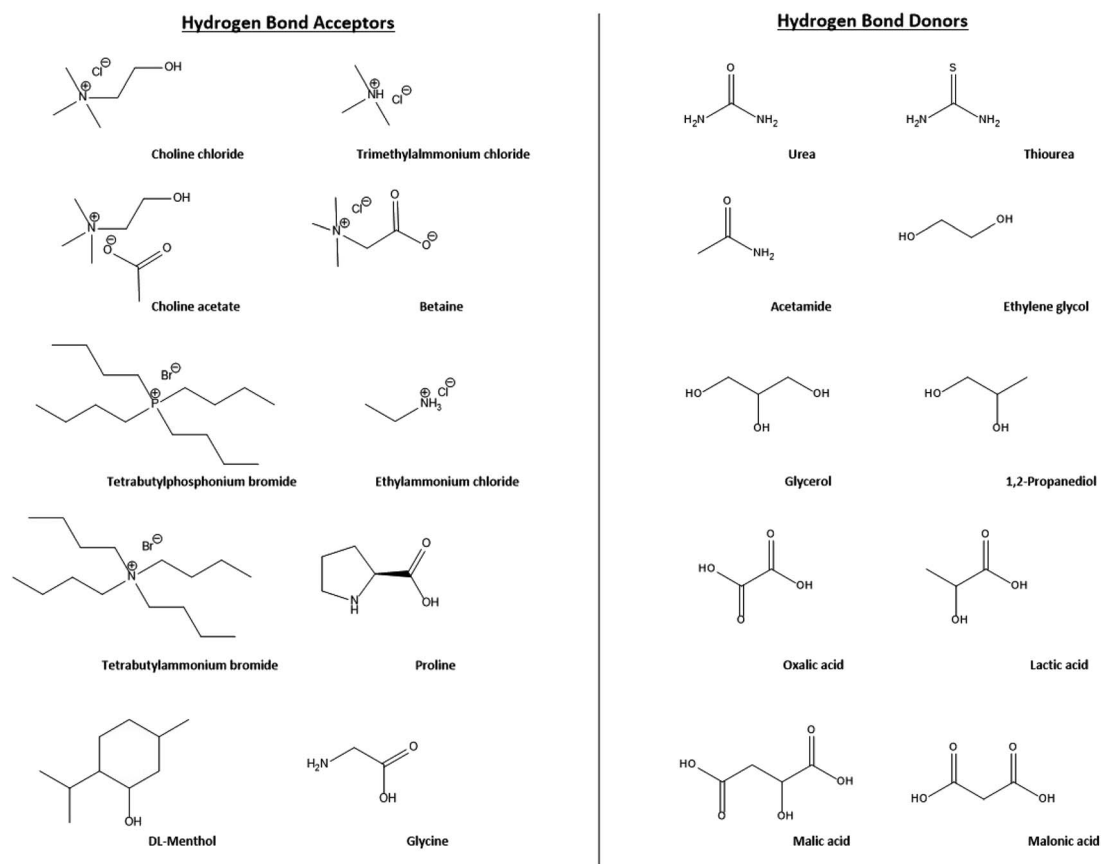 Hydrogen Bond Acceptors
Hydrogen Bond Donors
Cl⊖
OH
N⊕
Choline chloride
⊕
NH
Cl⊖
Trimethylalmmonium chloride
O
H₂N
NH₂
Urea
S
H₂N
NH₂
Thiourea
OH
N⊕
⊖
O
O
Choline acetate
Cl⊖
O
N⊕
O⊖
Betaine
O
NH₂
Acetamide
OH
HO
Ethylene glycol
Br⊖
⊕
P
Tetrabutylphosphonium bromide
⊕
Cl⊖
NH₃
Ethylammonium chloride
HO
OH
OH
Glycerol
HO
OH
1,2-Propanediol
Br⊖
⊕
N
Tetrabutylammonium bromide
O
N
H
OH
Proline
O
HO
OH
O
Oxalic acid
O
OH
OH
Lactic acid
OH
DL-Menthol
H₂N
O
OH
Glycine
O
HO
OH
O
OH
Malic acid
O
O
HO
OH
Malonic acid